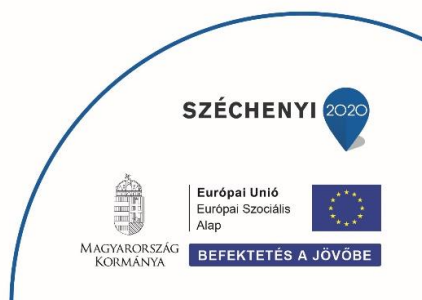 SZÉCHENYI 2020
Európai Unió
Európai Szociális
Alap
MAGYARORSZÁG
KORMÁNYA
BEFEKTETÉS A JÖVŐBE